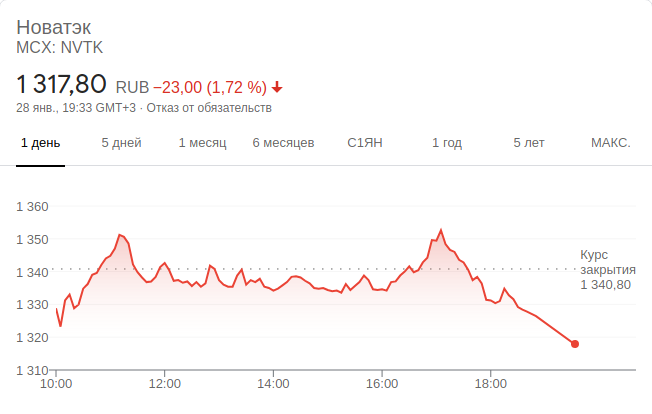 Новатэк
MCX: NVTK
1 317,80 RUB −23,00 (1,72 %)
28 янв., 19:33 GMT+3 · Отказ от обязательств
1 день 5 дней 1 месяц 6 месяцев С1ЯН 1 год 5 лет МАКС.
1 360
1 350
1 340
1 330
1 320
1 310
Курс
закрытия
1 340,80
10:00 12:00 14:00 16:00 18:00